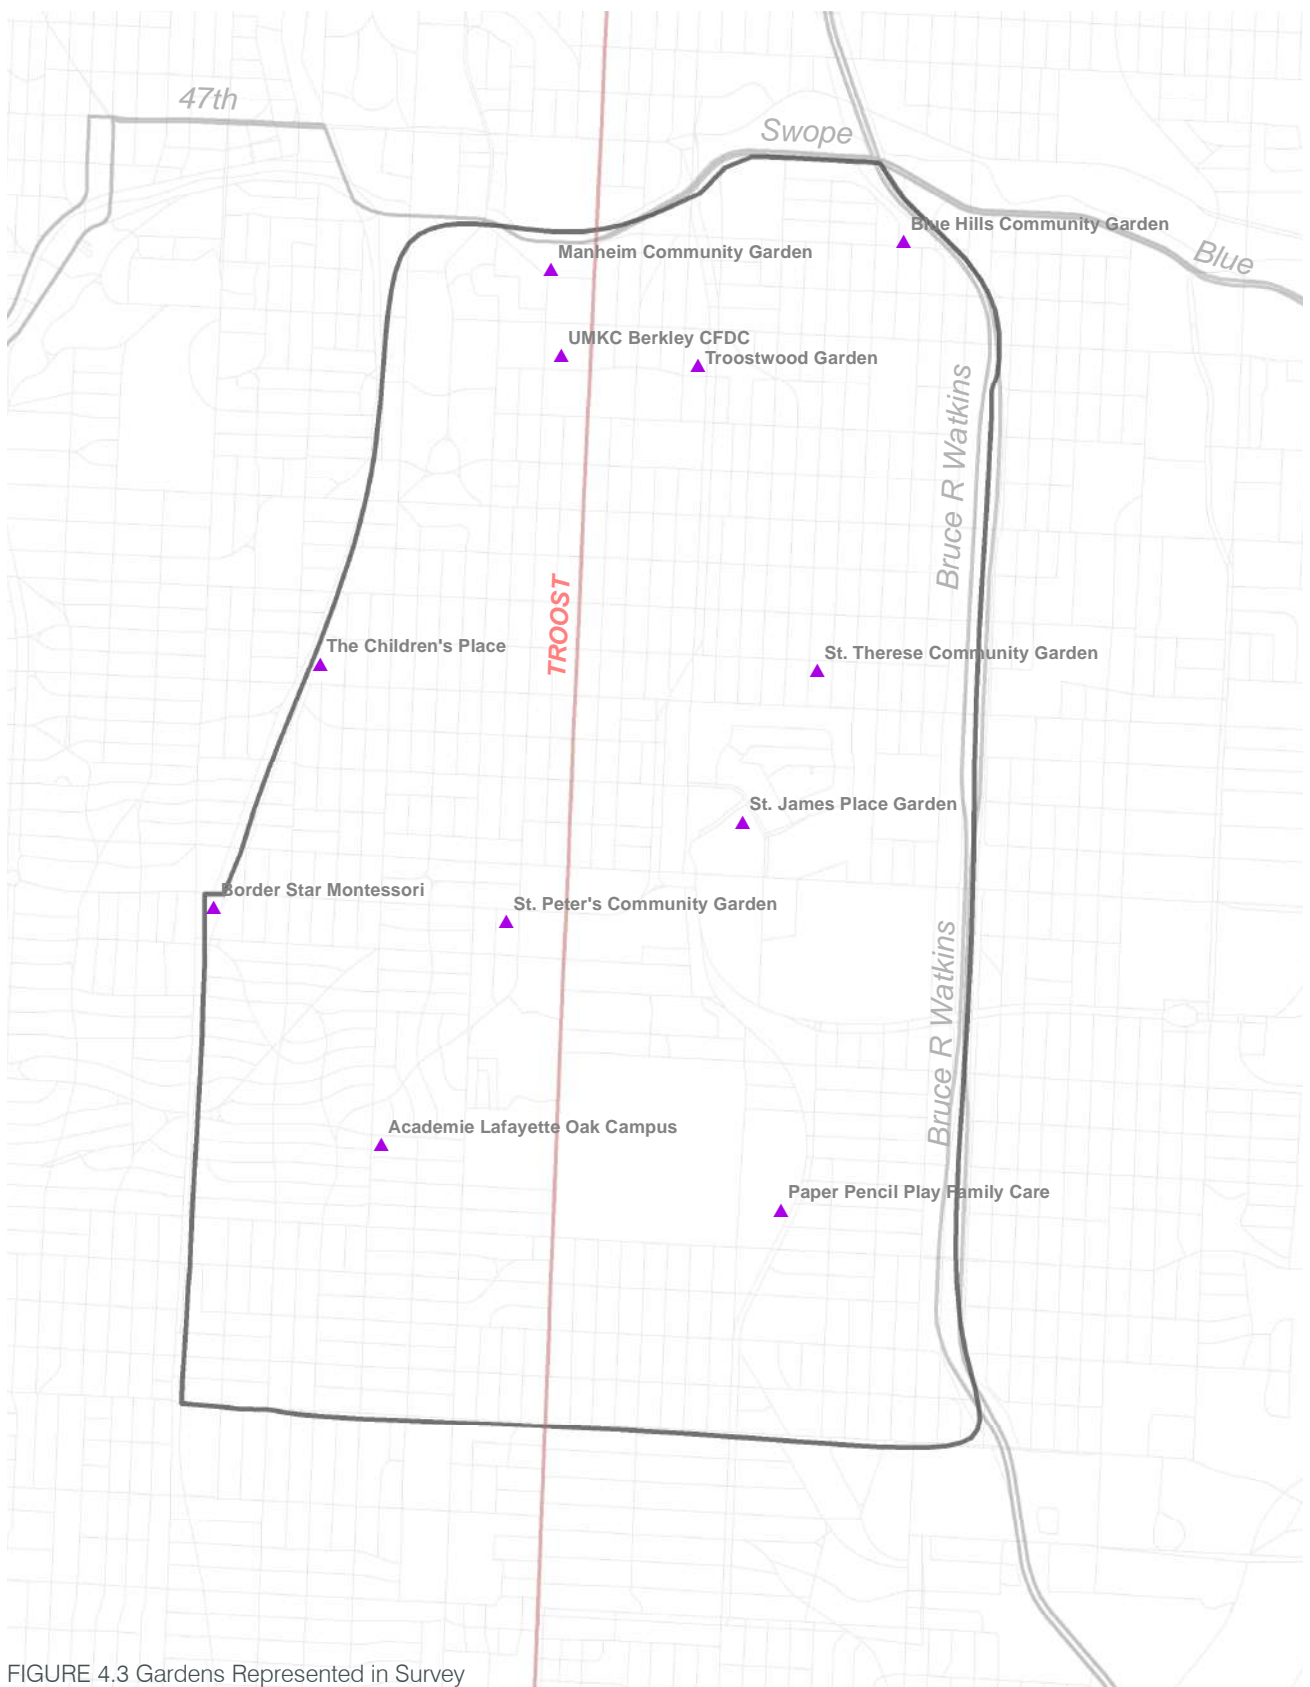 47th
Swope
Blue Hills Community Garden
Manheim Community Garden
Blue
UMKC Berkley CFDC
Troostwood Garden
Bruce R Watkins
TROOST
The Children's Place
St. Therese Community Garden
St. James Place Garden
Border Star Montessori
St. Peter's Community Garden
Bruce R Watkins
Academie Lafayette Oak Campus
Paper Pencil Play Family Care
FIGURE 4.3 Gardens Represented in Survey